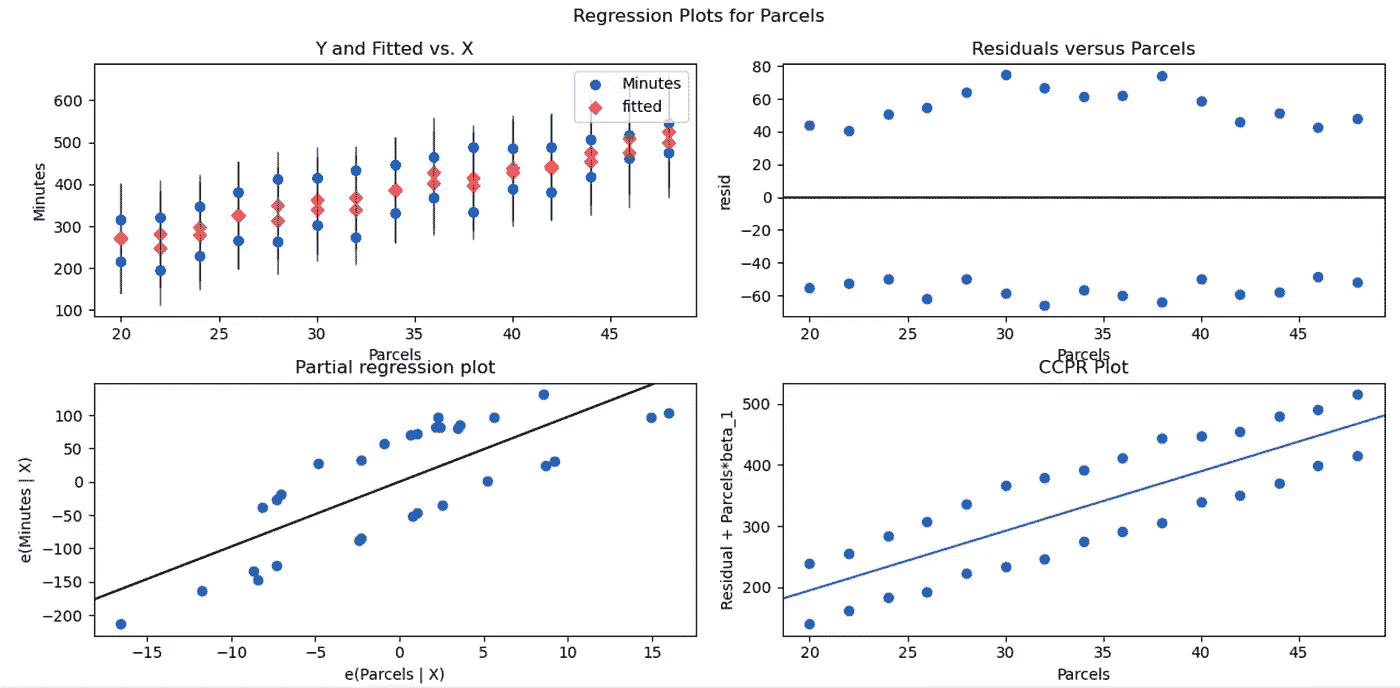 Regression Plots for Parcels
Y and Fitted vs. X
Minutes
fitted
Minutes
600
500
400
300
200
100
20 25 30 35 40 45
Parcels
Residuals versus Parcels
resid
80
60
40
20
0
−20
−40
−60
20 25 30 35 40 45
Parcels
Partial regression plot
e(Minutes | X)
100
50
0
−50
−100
−150
−200
−15 −10 −5 0 5 10 15
e(Parcels | X)
CCPR Plot
Residual + Parcels*beta_1
500
400
300
200
20 25 30 35 40 45
Parcels